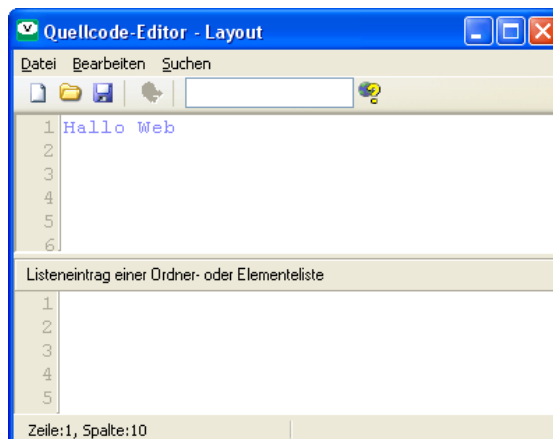 Quellcode-Editor - Layout
Datei Bearbeiten Suchen
1 Hallo Web
2
3
4
5
6
Listeneintrag einer Ordner- oder Elementeliste
1
2
3
4
5
Zeile:1, Spalte:10